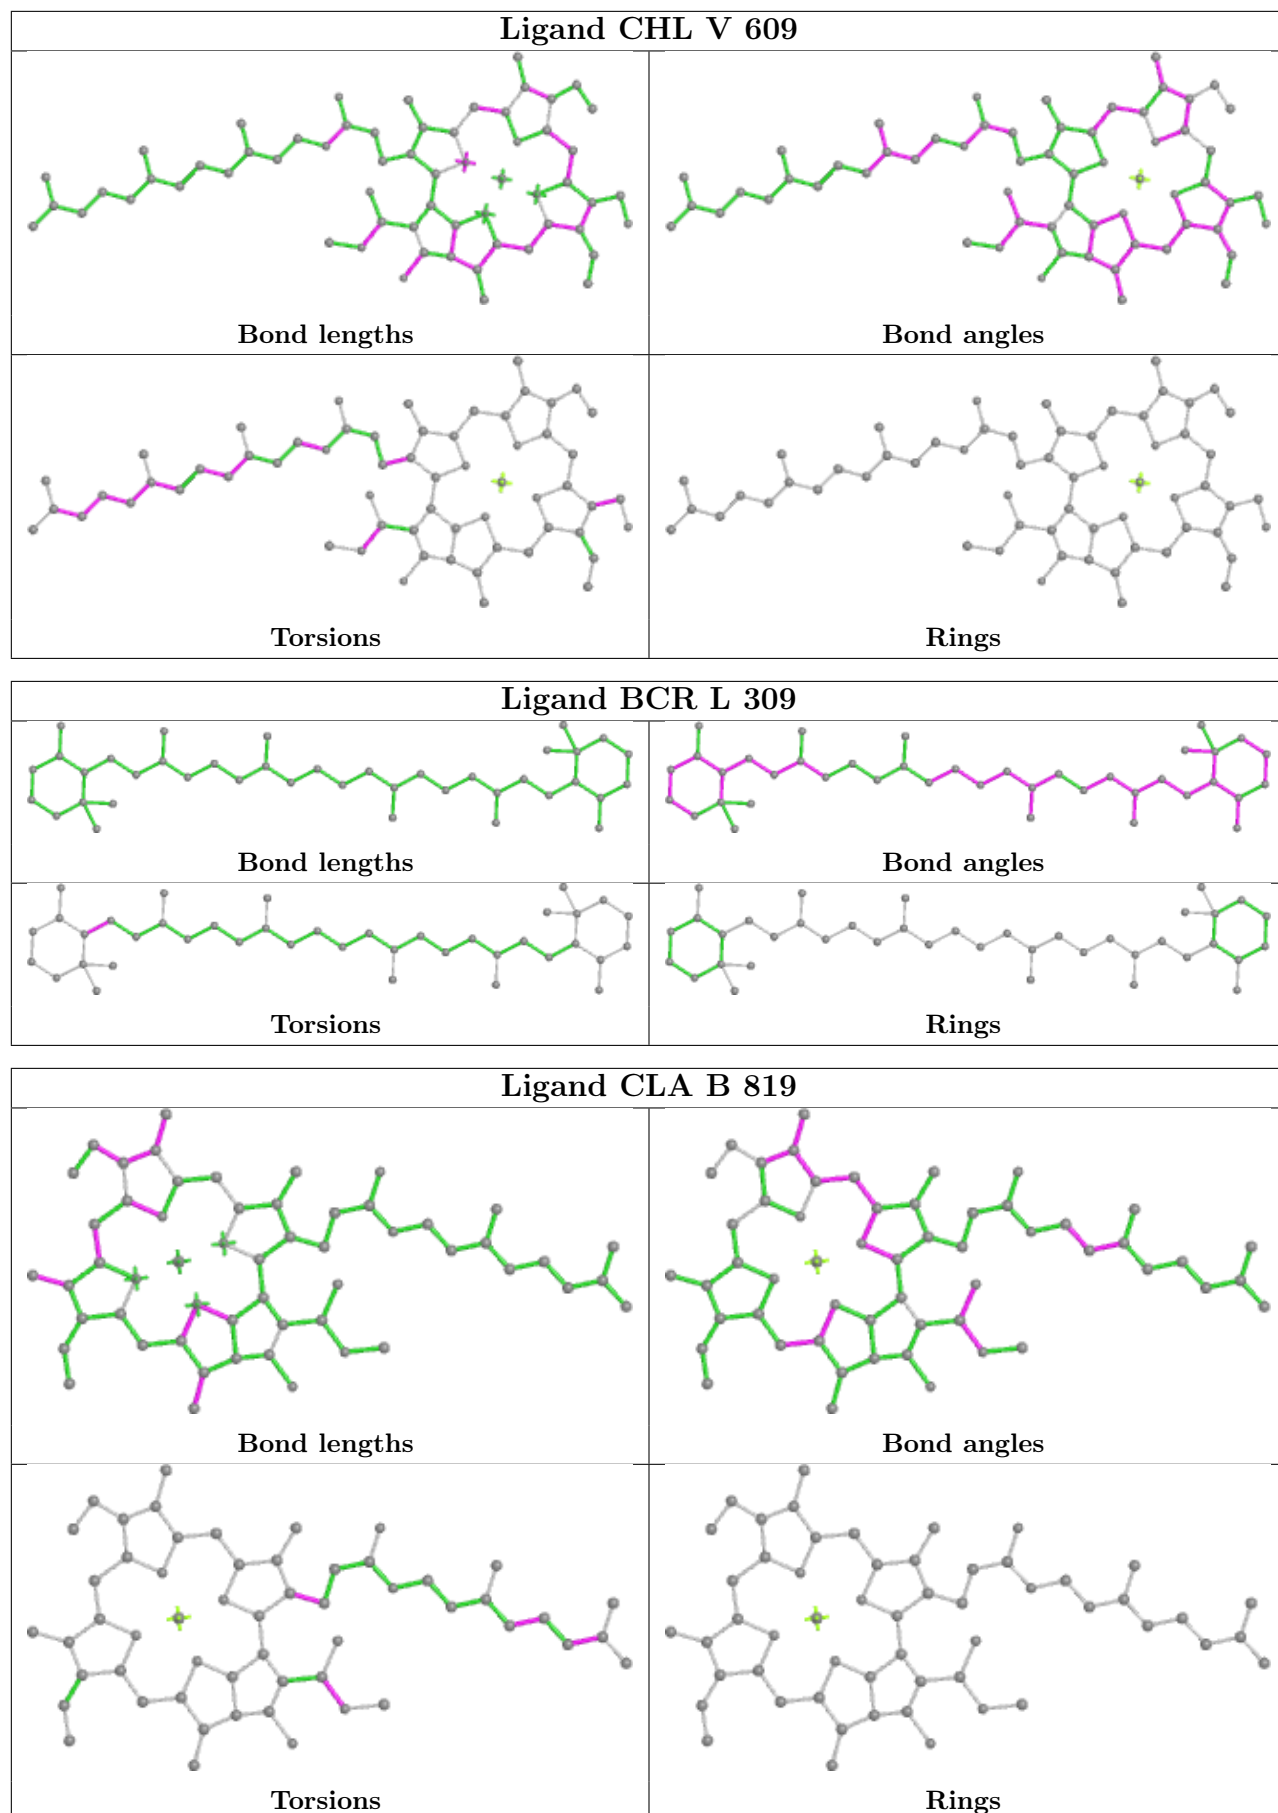 Ligand CHL V 609
Bond lengths
Bond angles
Torsions
Rings
Ligand BCR L 309
Bond lengths
Bond angles
Torsions
Rings
Ligand CLA B 819
Bond lengths
Bond angles
Torsions
Rings